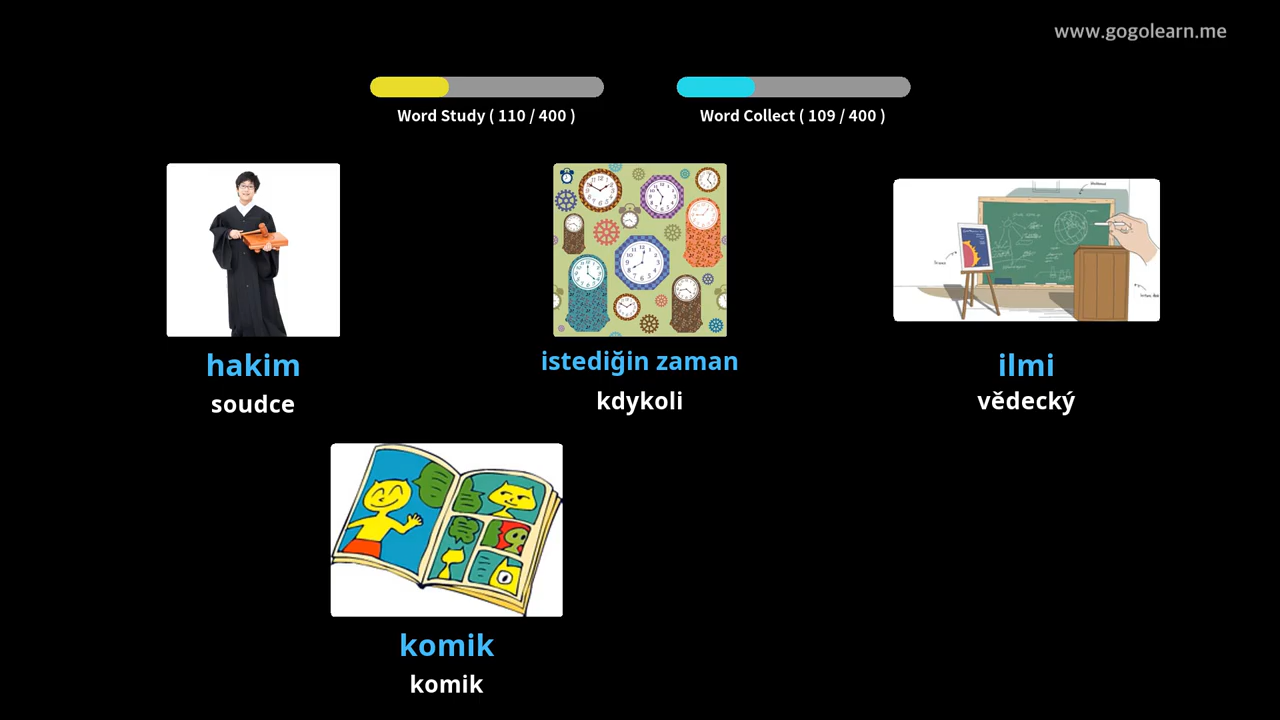 www.gogolearn.me
Word Study ( 110 / 400 )
Word Collect ( 109 / 400 )
hakim
soudce
istediğin zaman
kdykoli
ilmi
vědecký
komik
komik